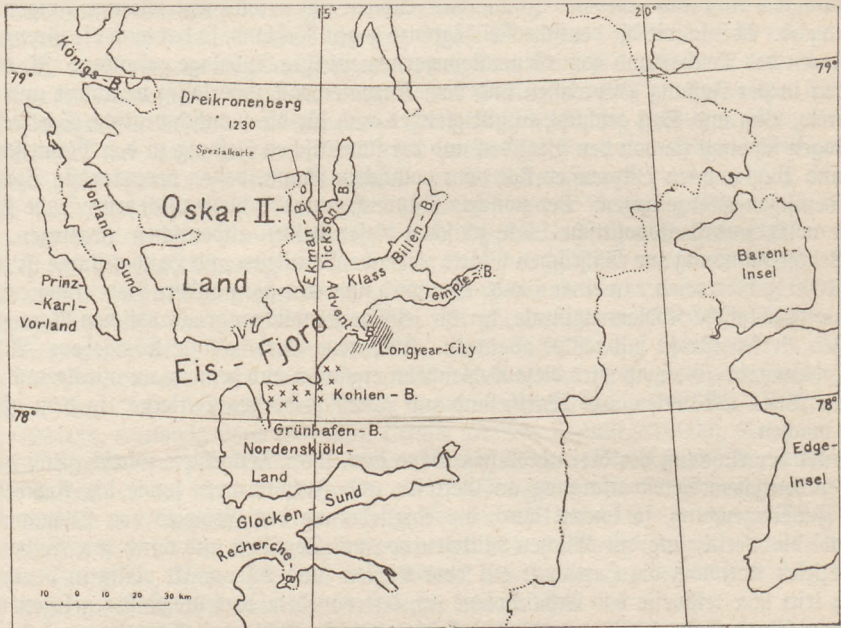 15°
20°
Königs-B.
79°
79°
Dreikronenberg
1230
Spezialkarte
Vorland Sund
Oskar II-
Land
Ekman-B.
Dickson-B.
Klass Billen-B.
Temple-B.
Barent-
Insel
Prinz
-Karl-
Vorland
Advent-
B.
Longyear-City
Eis Fjord
Kohlen-B.
78°
78°
Grünhafen-B.
Nordenskjöld-
Land
Edge-
Insel
Glocken Sund
Recherche
B.
10 0 10 20 30 km